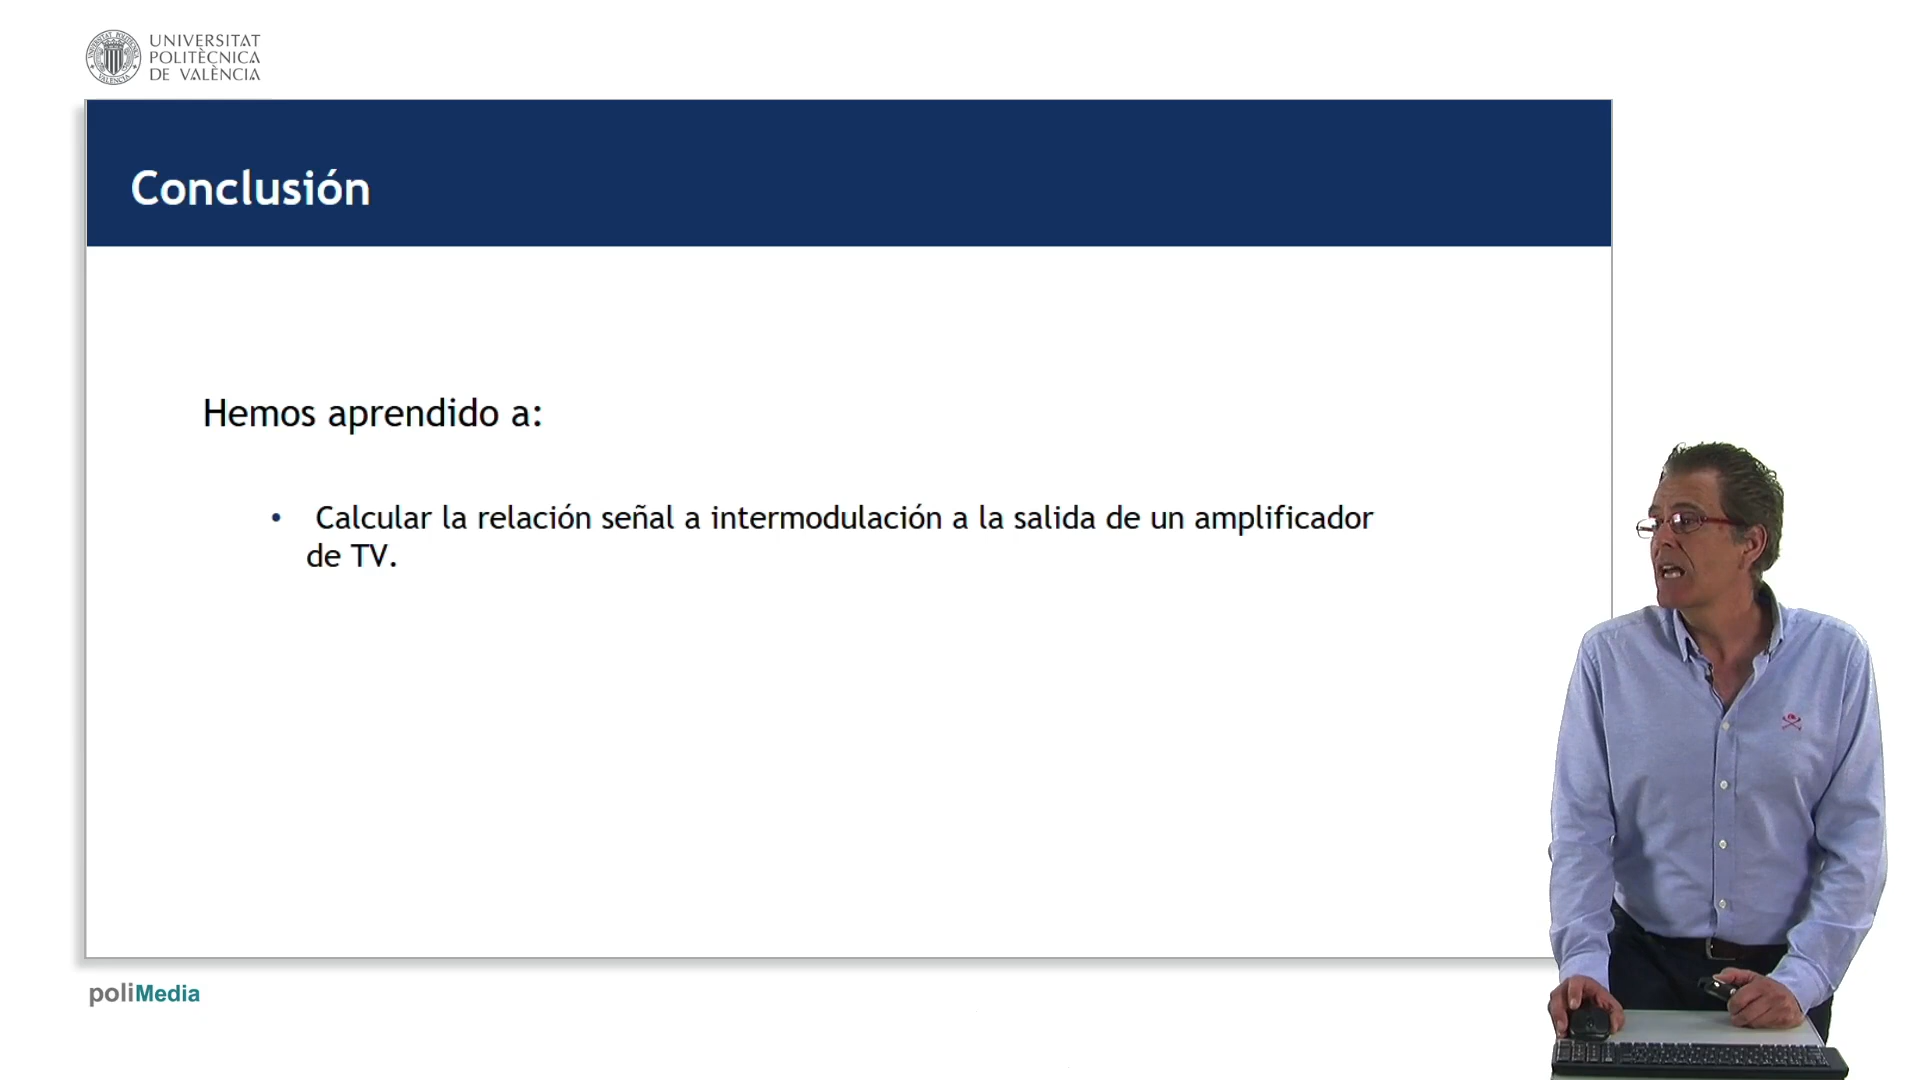 UNIVERSITAT
POLITÈCNICA
DE VALÈNCIA
Conclusión
Hemos aprendido a:
• Calcular la relación señal a intermodulación a la salida de un amplificador
de TV.
poliMedia